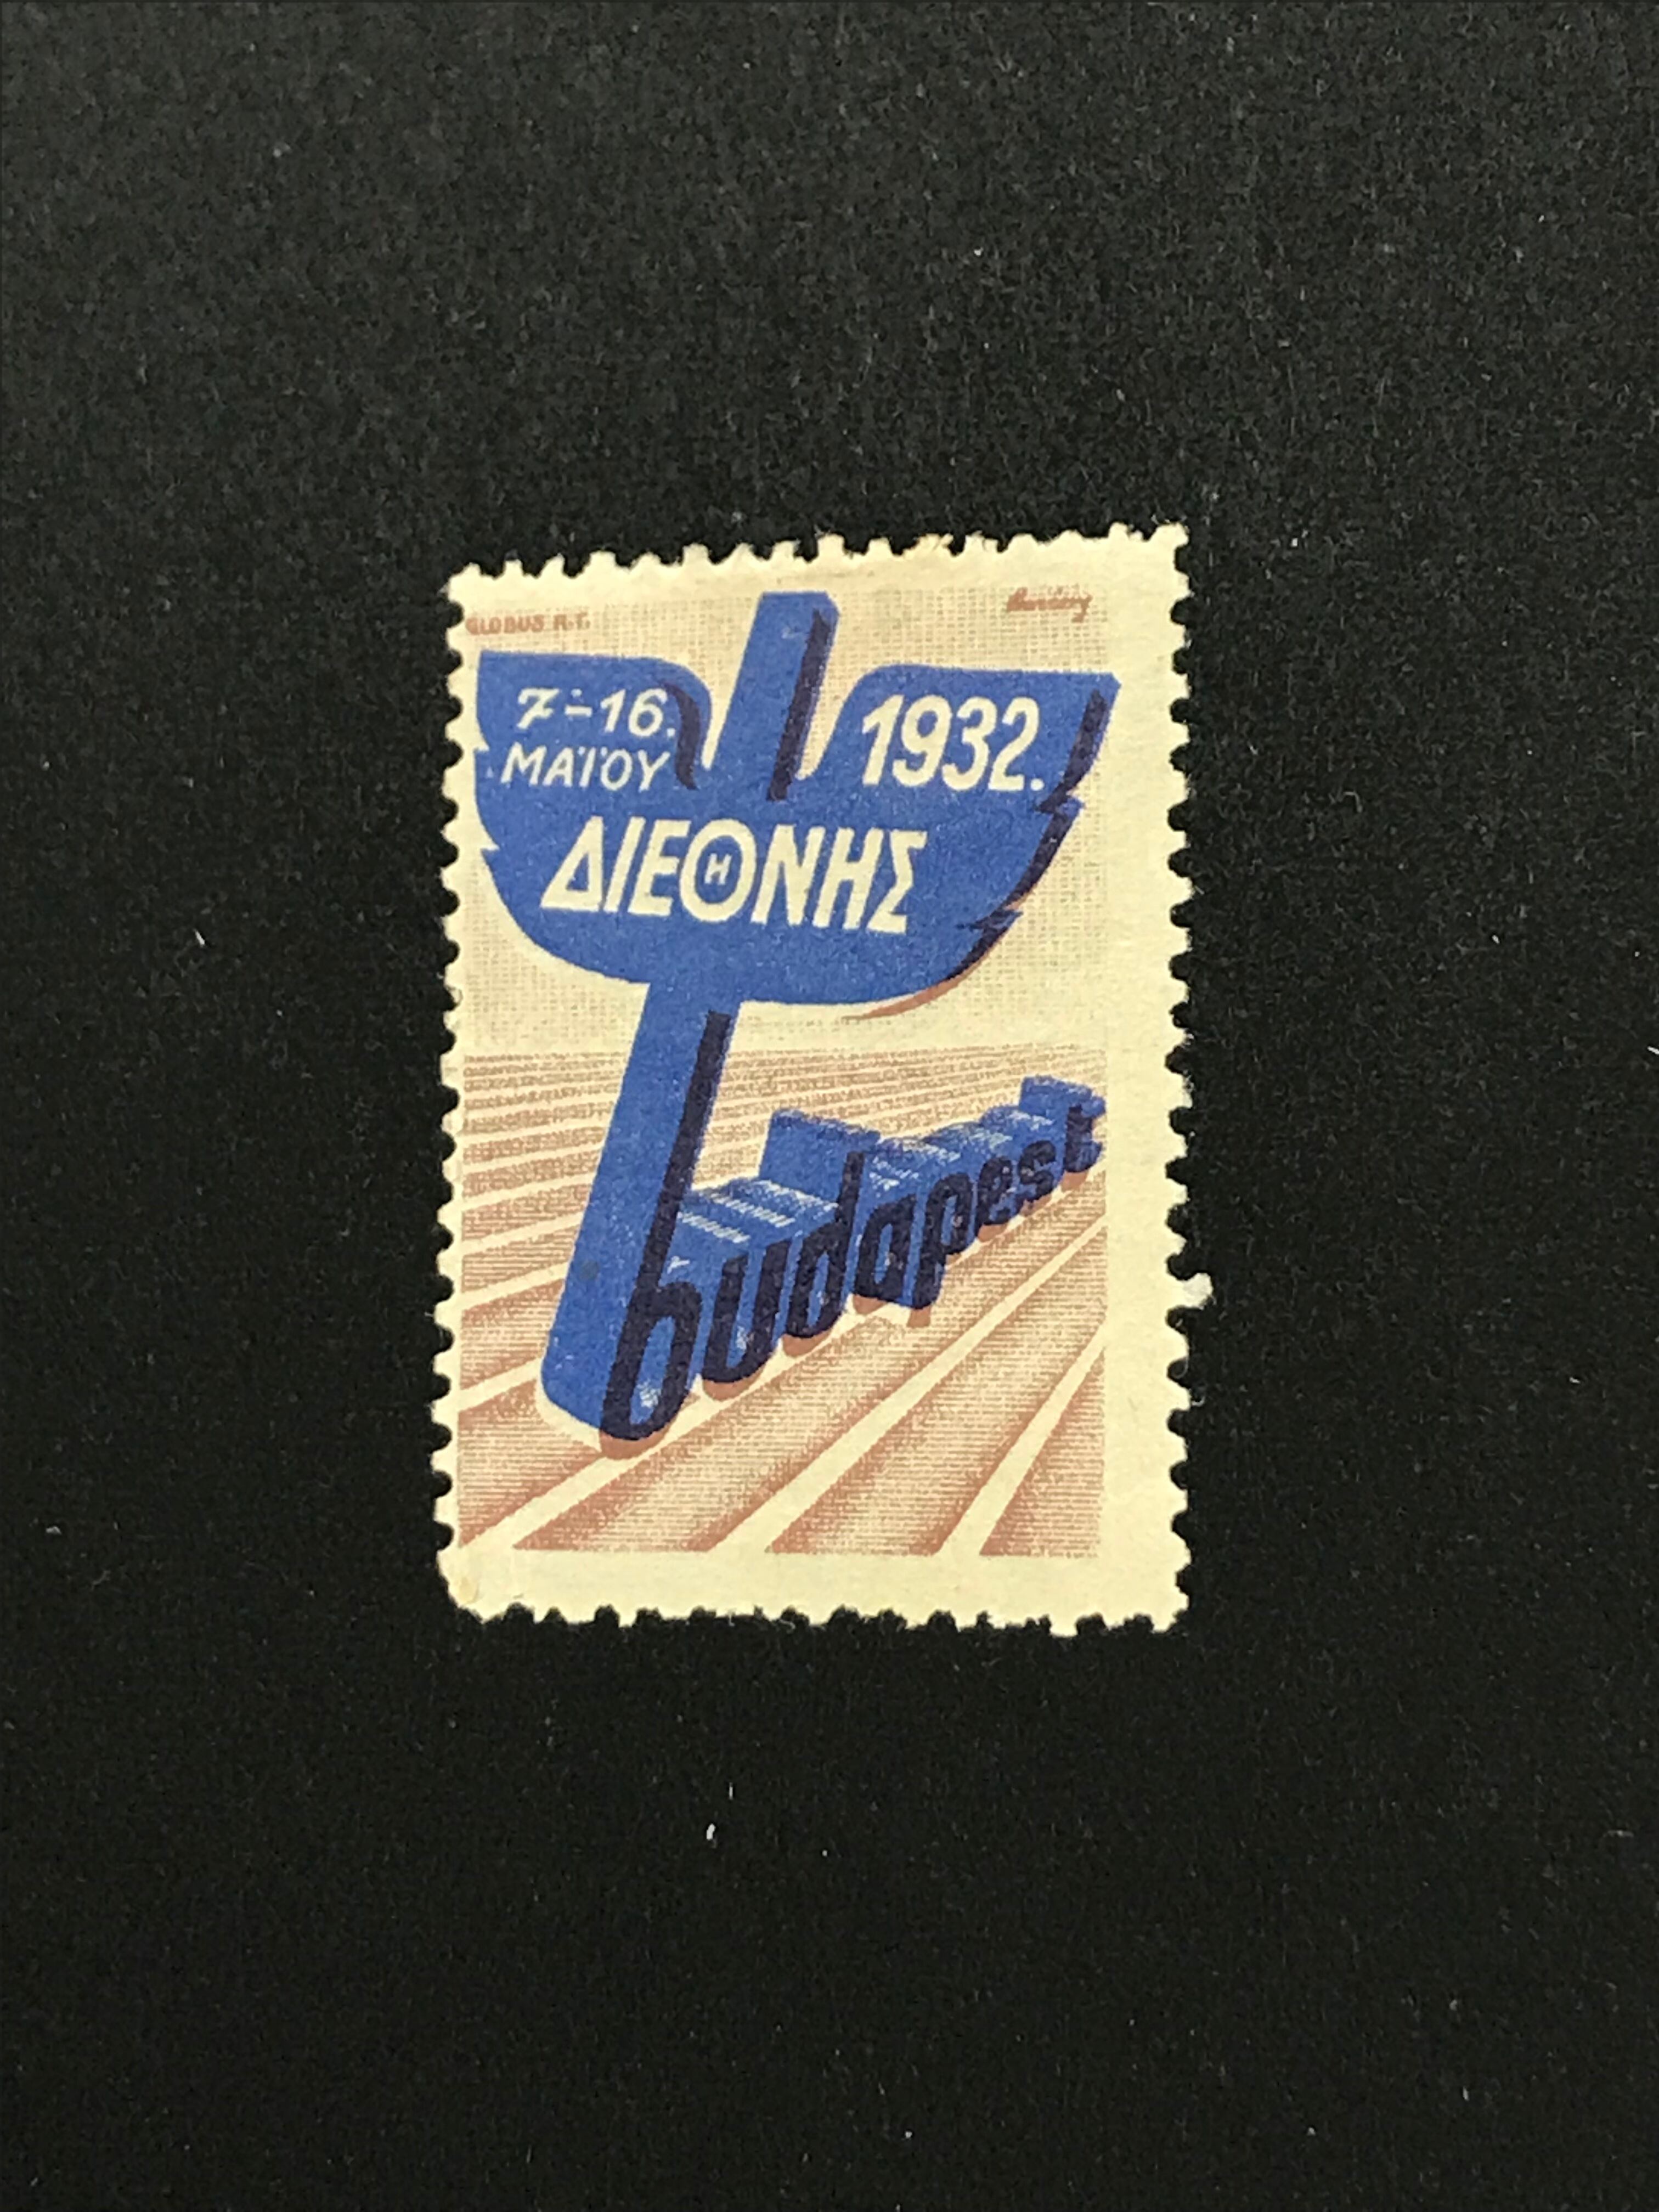 GLOBUS R.T.
7-16.
ΜΑΪΟΥ
1932.
Η
ΔΙΕΘΝΗΣ
budapest